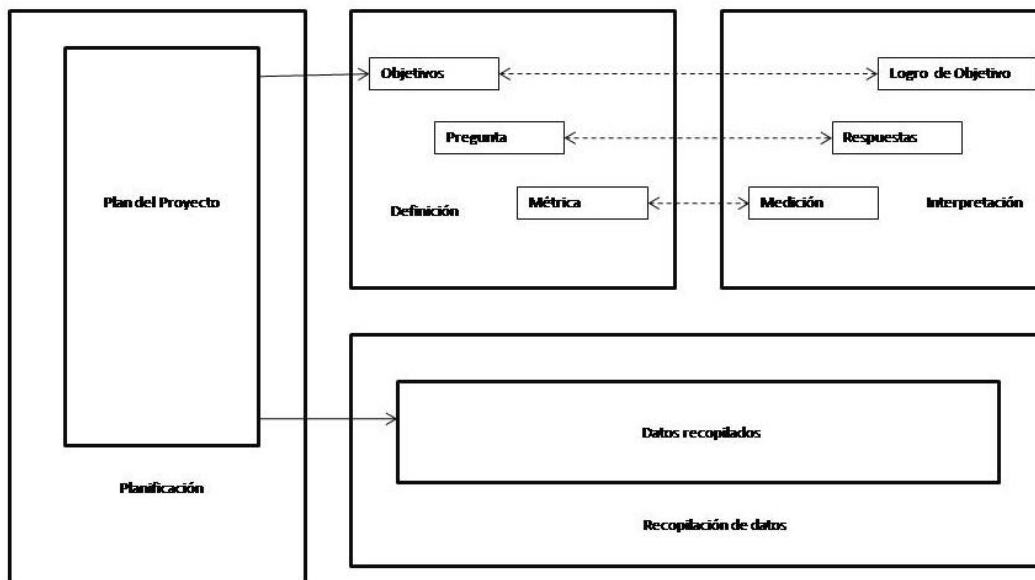 Objetivos
Logro de Objetivo
Pregunta
Respuestas
Plan del Proyecto
Definición
Métrica
Medición
Interpretación
Datos recopilados
Planificación
Recopilación de datos